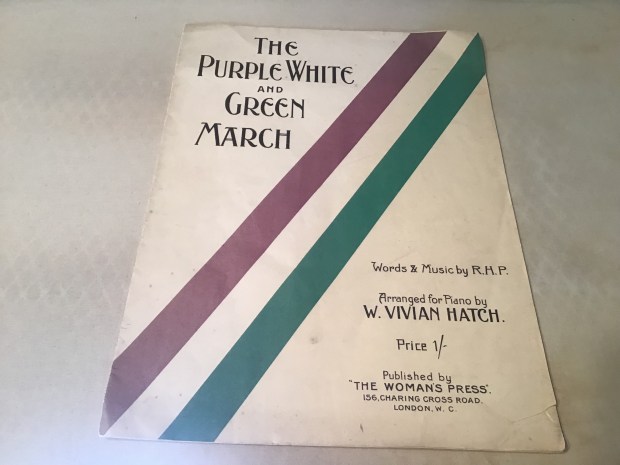 THE
PURPLE WHITE
AND
GREEN
MARCH
Words & Music by R.H.P.
Arranged for Piano by
W. VIVIAN HATCH.
Price 1/-
Published by
"THE WOMAN'S PRESS".
156, CHARING CROSS ROAD.
LONDON, W. C.